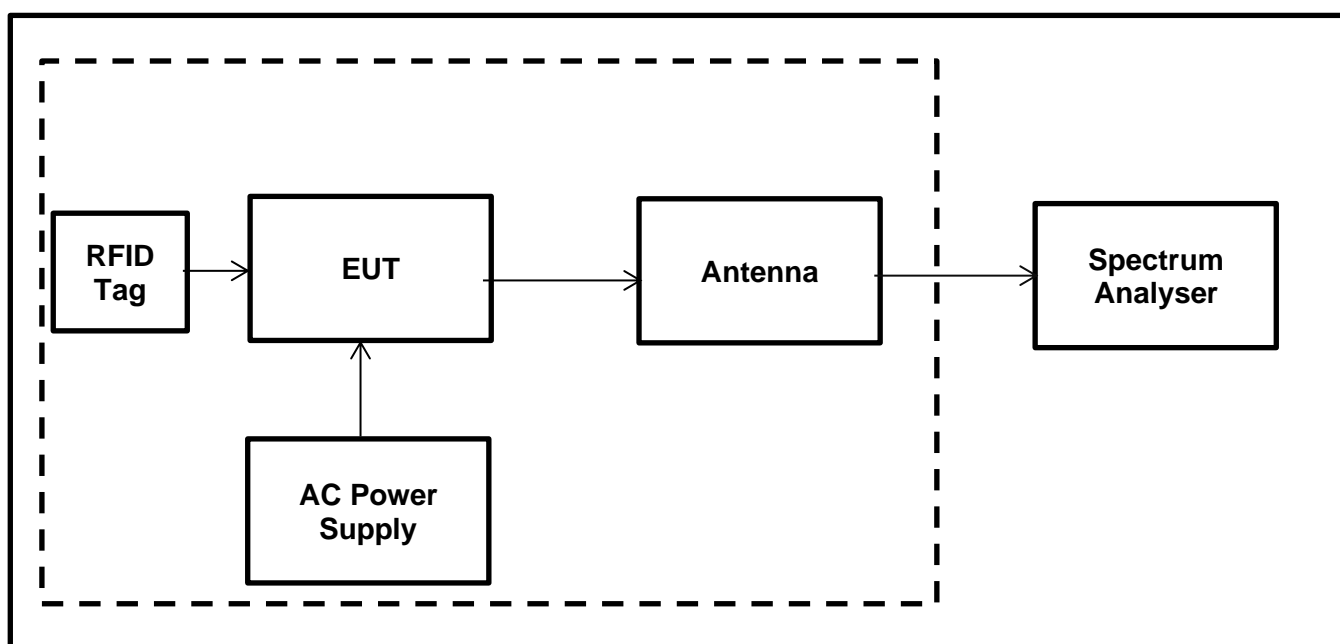 RFID
Tag
EUT
Antenna
Spectrum
Analyser
AC Power
Supply